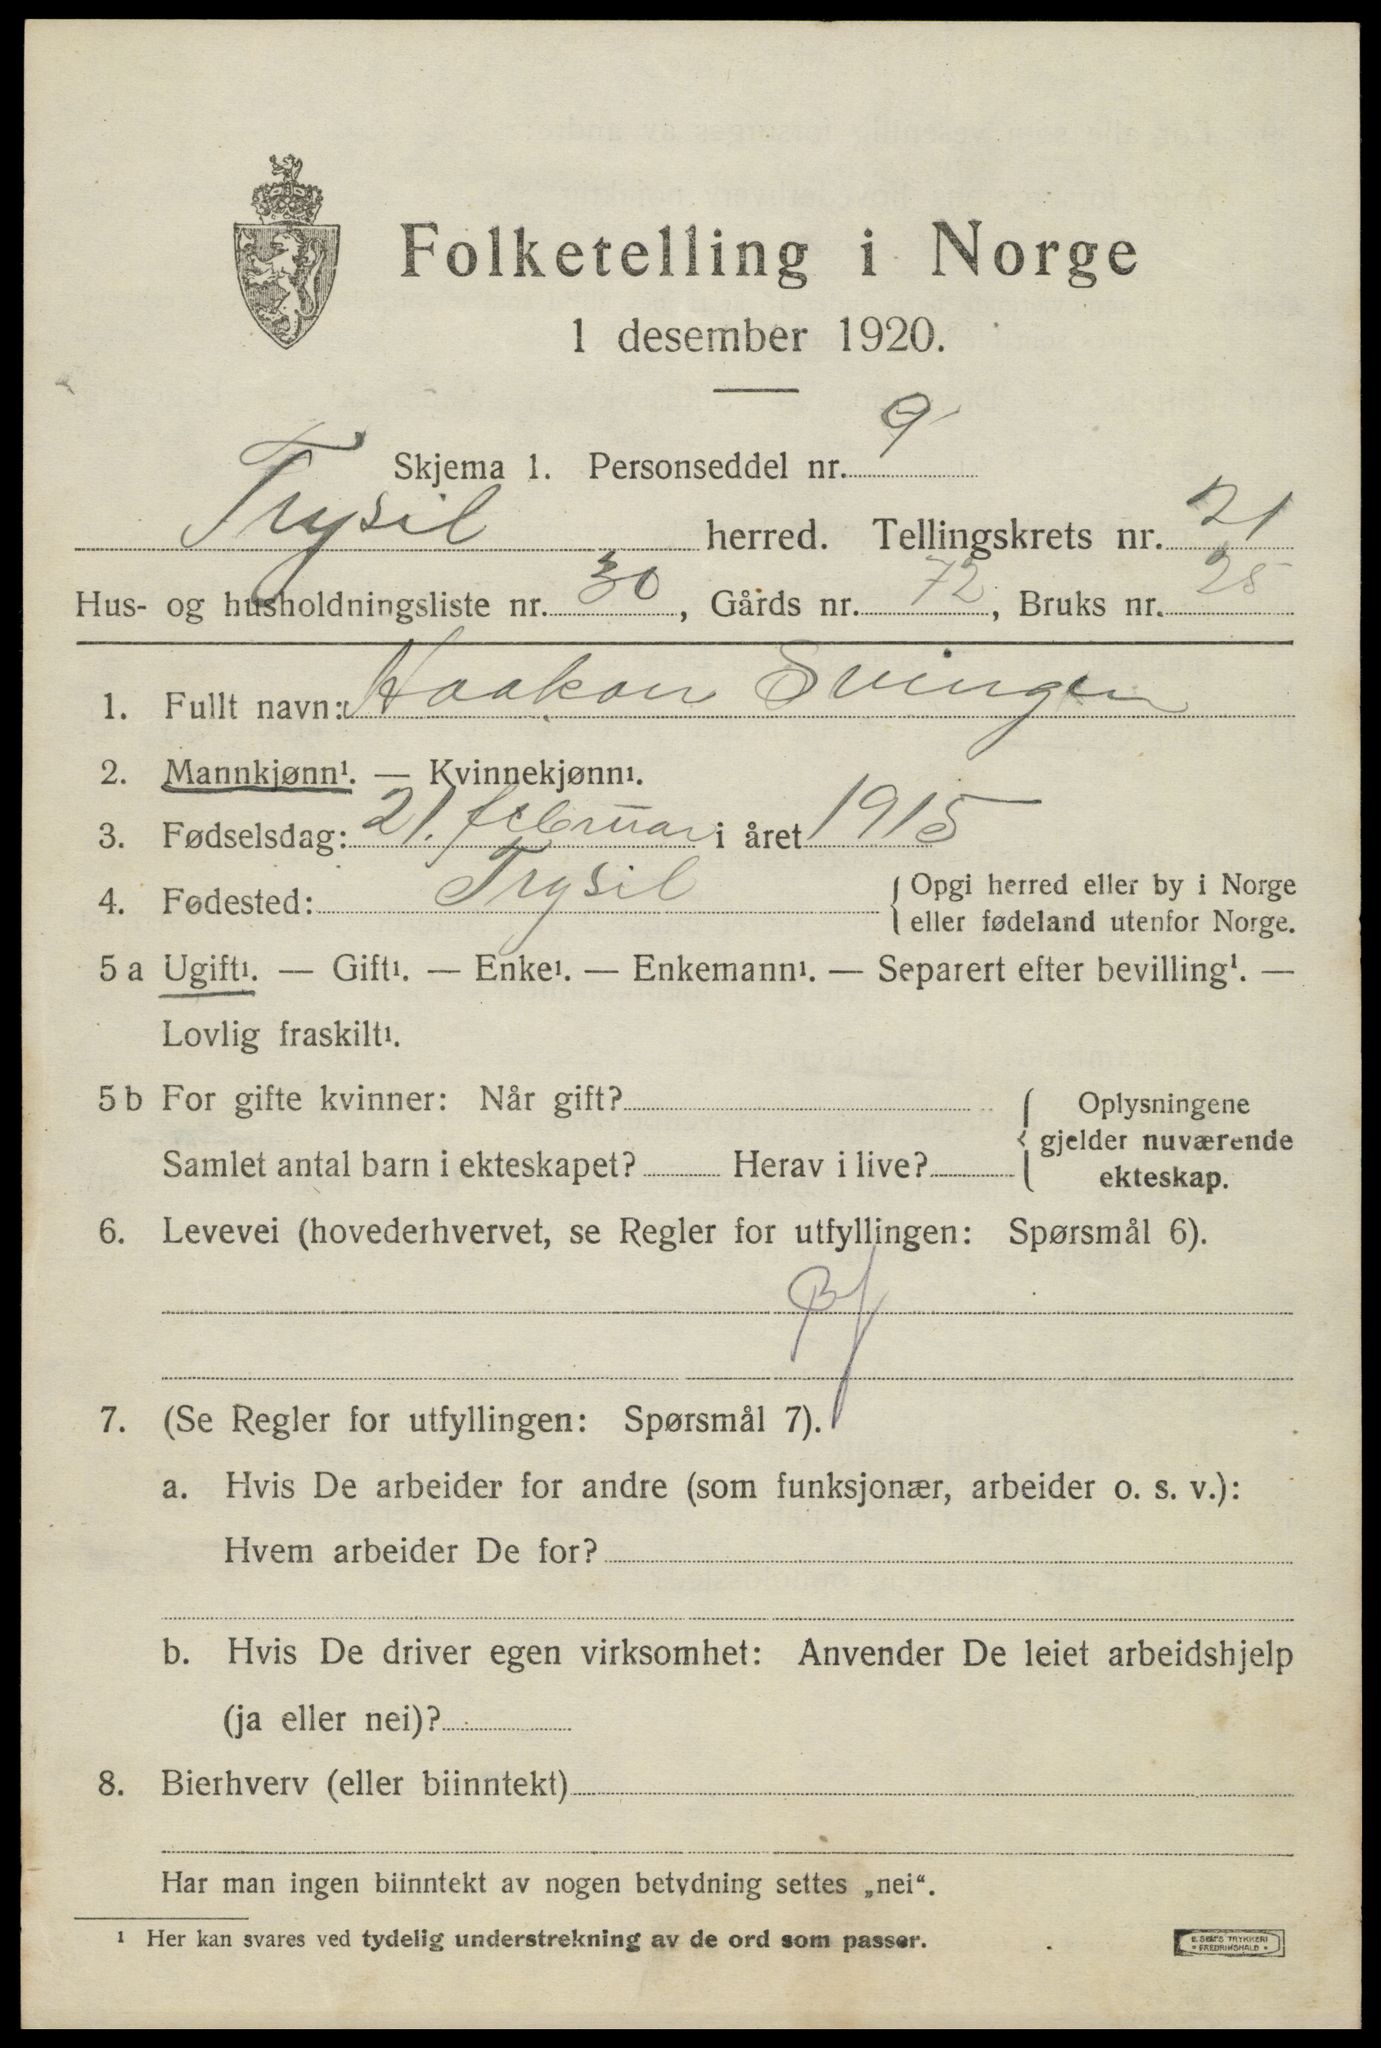 Folketelling i Norge
1 desember 1920.
Skjema 1. Personseddel nr. 9
Trysil herred. Tellingskrets nr. 21
Hus- og husholdningsliste nr. 30, Gårds nr. 72, Bruks nr. 25
1. Fullt navn: Haakon Svingen
2. Mannkjønn¹. — Kvinnekjønn¹.
3. Fødselsdag: 21. februar i året 1915
4. Fødested: Trysil { Opgi herred eller by i Norge
eller fødeland utenfor Norge.
5 a Ugift¹. — Gift¹. — Enke¹. — Enkemann¹. — Separert efter bevilling¹. —
Lovlig fraskilt¹.
5 b For gifte kvinner: Når gift?
Samlet antal barn i ekteskapet? Herav i live?
{ Oplysningene
gjelder nuværende
ekteskap.
6. Levevei (hovederhvervet, se Regler for utfyllingen: Spørsmål 6).
7. (Se Regler for utfyllingen: Spørsmål 7).
a. Hvis De arbeider for andre (som funksjonær, arbeider o. s. v.):
Hvem arbeider De for?
b. Hvis De driver egen virksomhet: Anvender De leiet arbeidshjelp
(ja eller nei)?
8. Bierhverv (eller biinntekt)
Har man ingen biinntekt av nogen betydning settes „nei“.
¹ Her kan svares ved tydelig understrekning av de ord som passer.
E. SEM'S TRYKKERI
* FREDRIKSHALD *